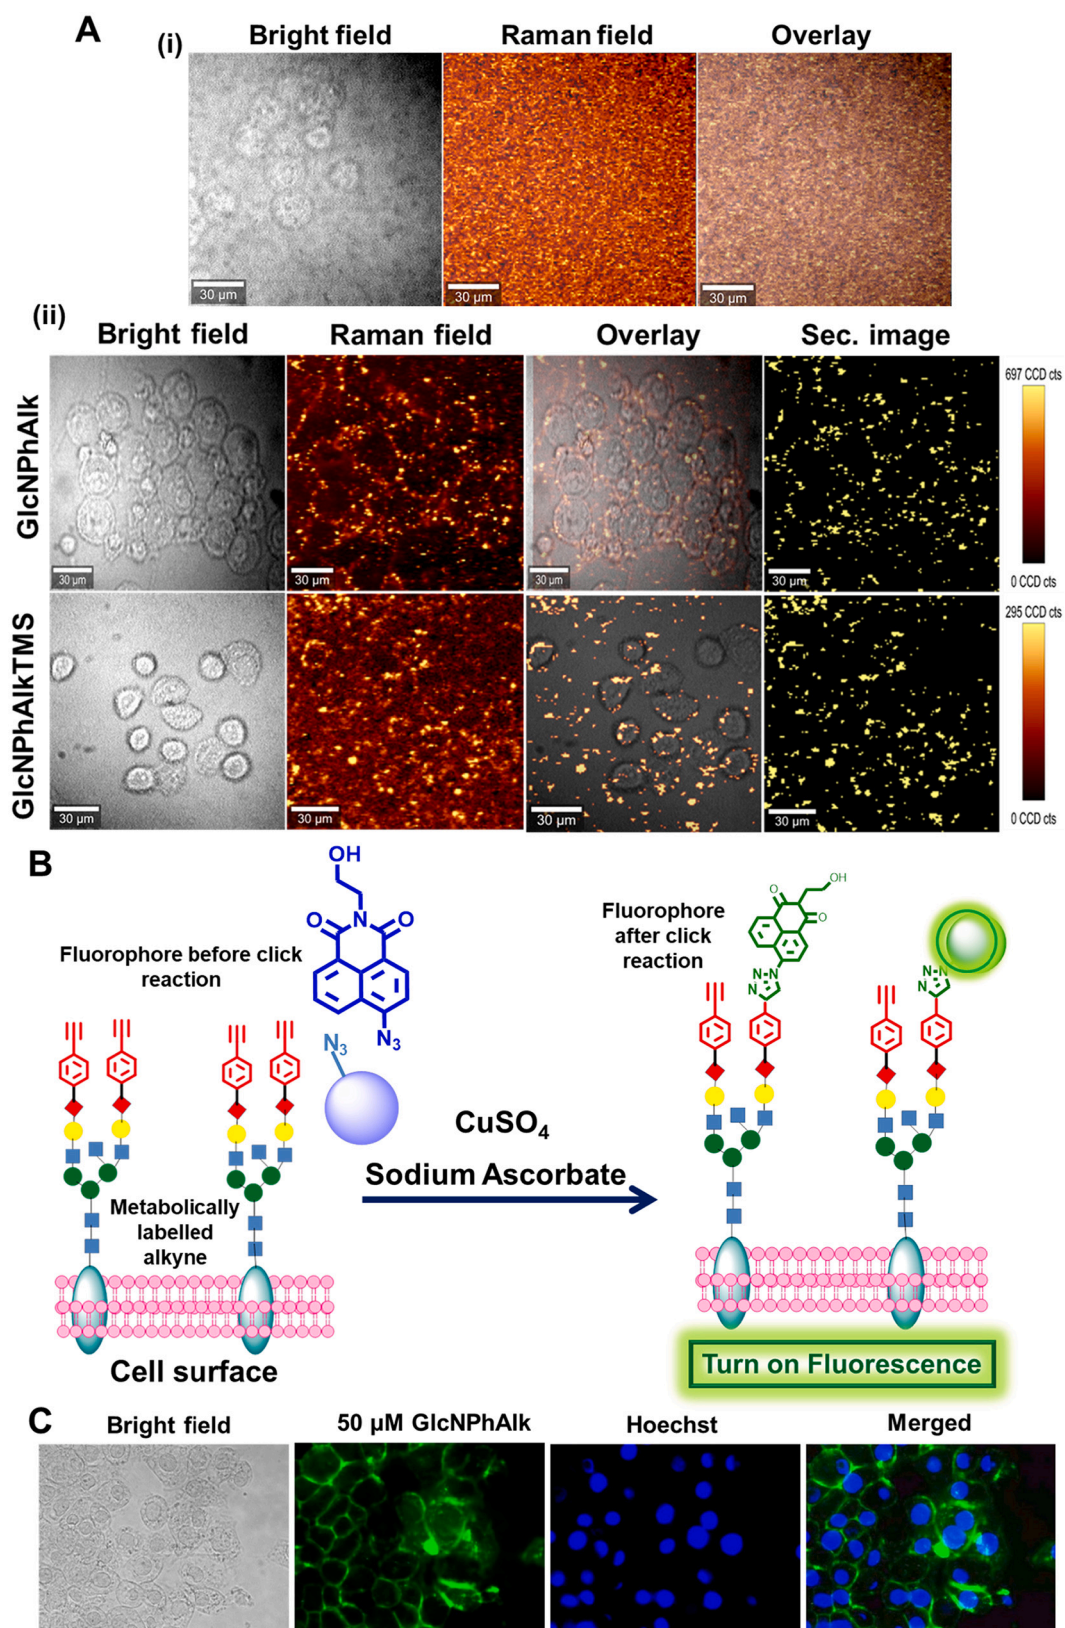 A
(i)
Bright field
Raman field
Overlay
30 µm
30 µm
30 µm
(ii)
Bright field
Raman field
Overlay
Sec. image
GlcNPhAlk
30 µm
30 µm
30 µm
30 µm
697 CCD cts
0 CCD cts
GlcNPhAlkTMS
30 µm
30 µm
30 µm
30 µm
295 CCD cts
0 CCD cts
B
OH
O
N
O
N₃
N₃
Fluorophore before click
reaction
Metabolically
labelled
alkyne
Cell surface
CuSO₄
Sodium Ascorbate
Fluorophore
after click
reaction
OH
O
O
N
N
N
N
N
N
Turn on Fluorescence
C
Bright field
50 µM GlcNPhAlk
Hoechst
Merged